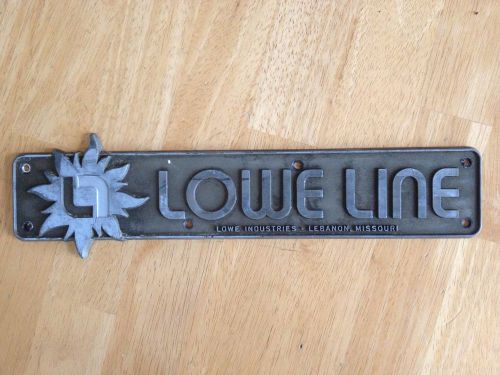 LOWE LINE
LOWE INDUSTRIES - LEBANON, MISSOURI